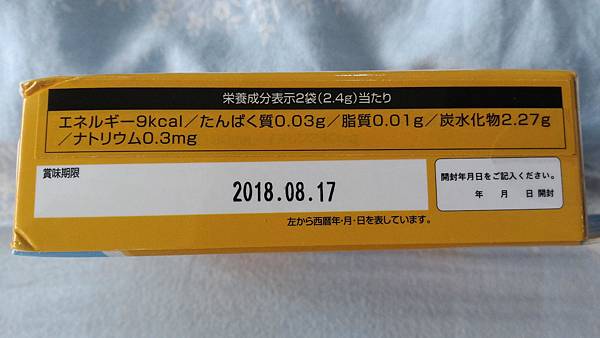 栄養成分表示2袋(2.4g)当たり
エネルギー9kcal／たんぱく質0.03g／脂質0.01g／炭水化物2.27g
／ナトリウム0.3mg
賞味期限
2018.08.17
左から西暦年・月・日を表しています。
開封年月日をご記入ください。
年 月 日 開封